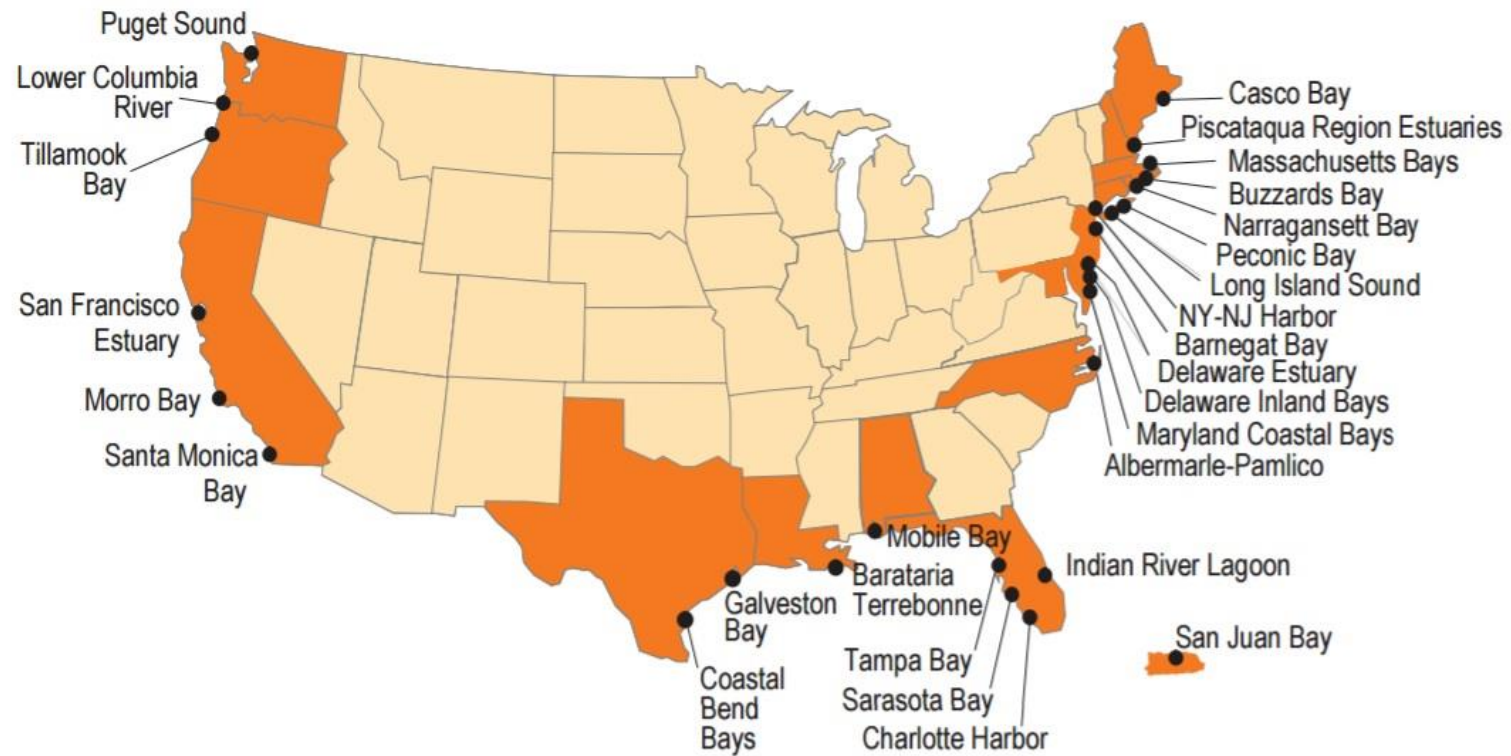 Puget Sound
Lower Columbia
River
Tillamook
Bay
San Francisco
Estuary
Morro Bay
Santa Monica
Bay
Casco Bay
Piscataqua Region Estuaries
Massachusetts Bays
Buzzards Bay
Narragansett Bay
Peconic Bay
Long Island Sound
NY-NJ Harbor
Barnegat Bay
Delaware Estuary
Delaware Inland Bays
Maryland Coastal Bays
Albermarle-Pamlico
Mobile Bay
Barataria
Terrebonne
Galveston
Bay
Coastal
Bend
Bays
Indian River Lagoon
Tampa Bay
Sarasota Bay
Charlotte Harbor
San Juan Bay